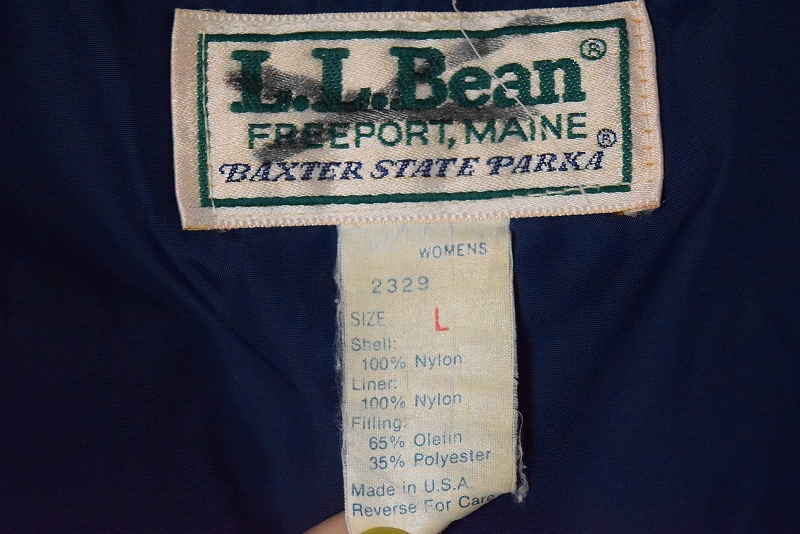 L.L.Bean®
FREEPORT, MAINE
BAXTER STATE PARKA®
WOMENS
2329
SIZE L
Shell:
100% Nylon
Liner:
100% Nylon
Filling:
65% Olefin
35% Polyester
Made in U.S.A.
Reverse For Care